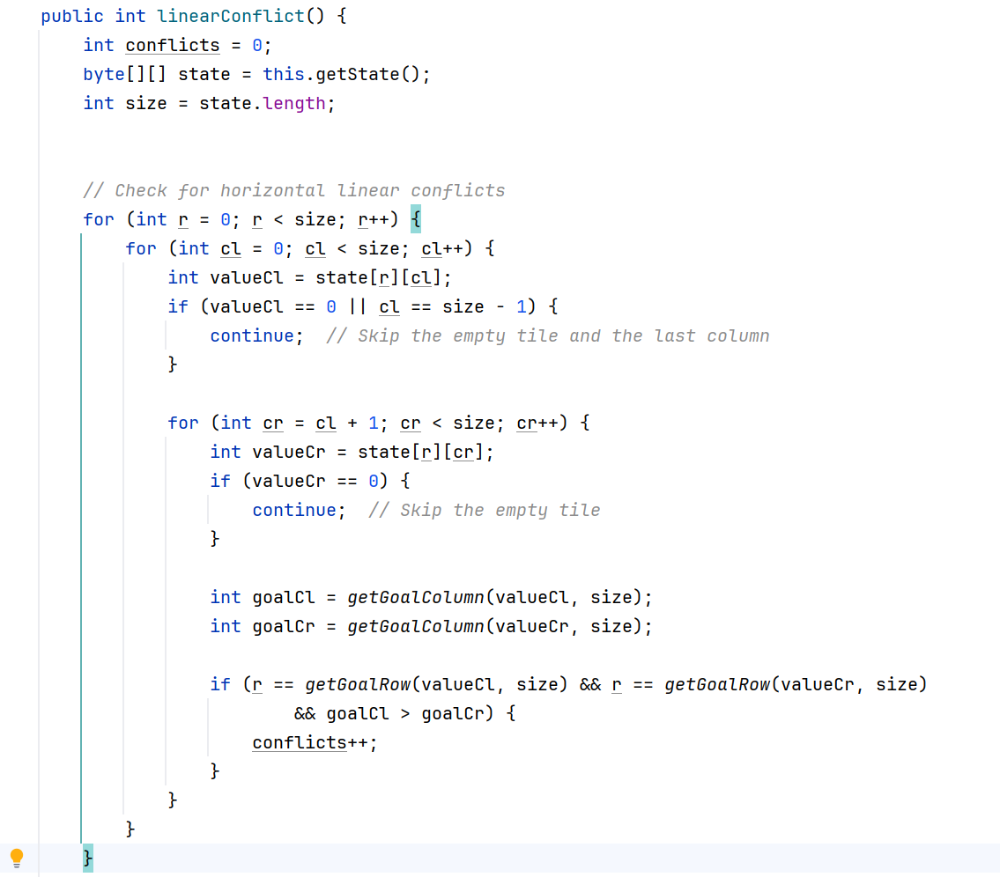 public int linearConflict() {
    int conflicts = 0;
    byte[][] state = this.getState();
    int size = state.length;
    // Check for horizontal linear conflicts
    for (int r = 0; r < size; r++) {
        for (int cl = 0; cl < size; cl++) {
            int valueCl = state[r][cl];
            if (valueCl == 0 || cl == size - 1) {
                continue;  // Skip the empty tile and the last column
            }
            for (int cr = cl + 1; cr < size; cr++) {
                int valueCr = state[r][cr];
                if (valueCr == 0) {
                    continue;  // Skip the empty tile
                }
                int goalCl = getGoalColumn(valueCl, size);
                int goalCr = getGoalColumn(valueCr, size);
                if (r == getGoalRow(valueCl, size) && r == getGoalRow(valueCr, size)
                        && goalCl > goalCr) {
                    conflicts++;
                }
            }
        }
    }